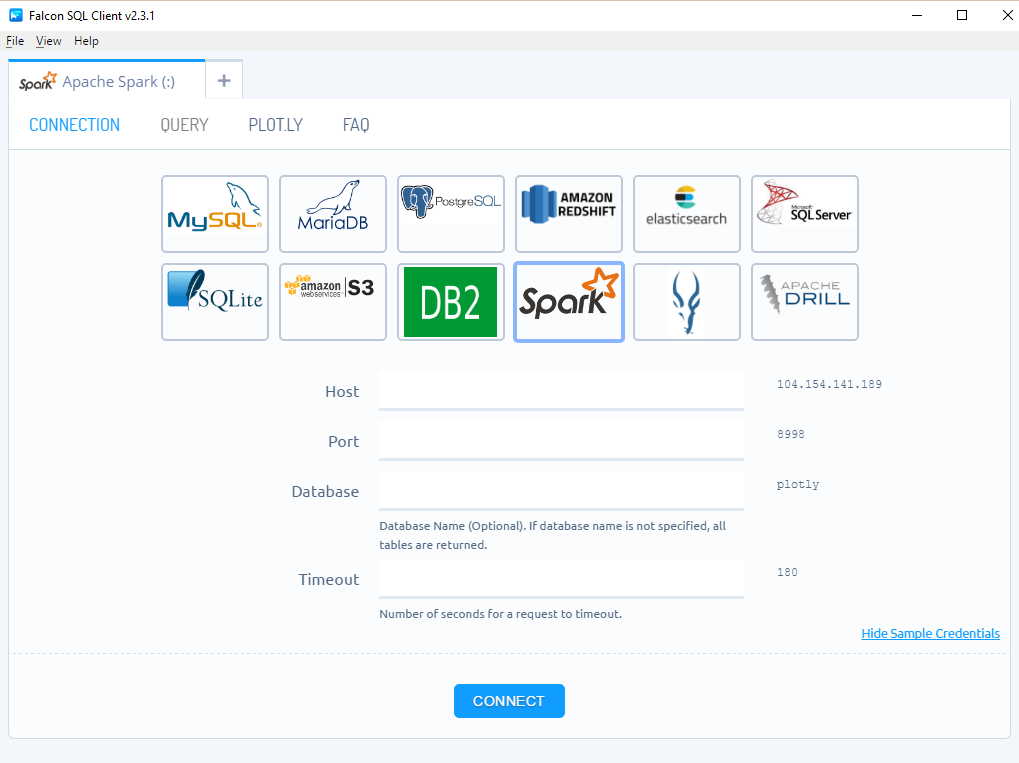 Falcon SQL Client v2.3.1
File View Help
Spark Apache Spark (:) +
CONNECTION QUERY PLOT.LY FAQ
MySQL MariaDB PostgreSQL AMAZON REDSHIFT elasticsearch Microsoft SQL Server
SQLite amazon web services S3 DB2 Spark APACHE DRILL
Host 104.154.141.189
Port 8998
Database plotly
Database Name (Optional). If database name is not specified, all
tables are returned.
Timeout 180
Number of seconds for a request to timeout.
Hide Sample Credentials
CONNECT